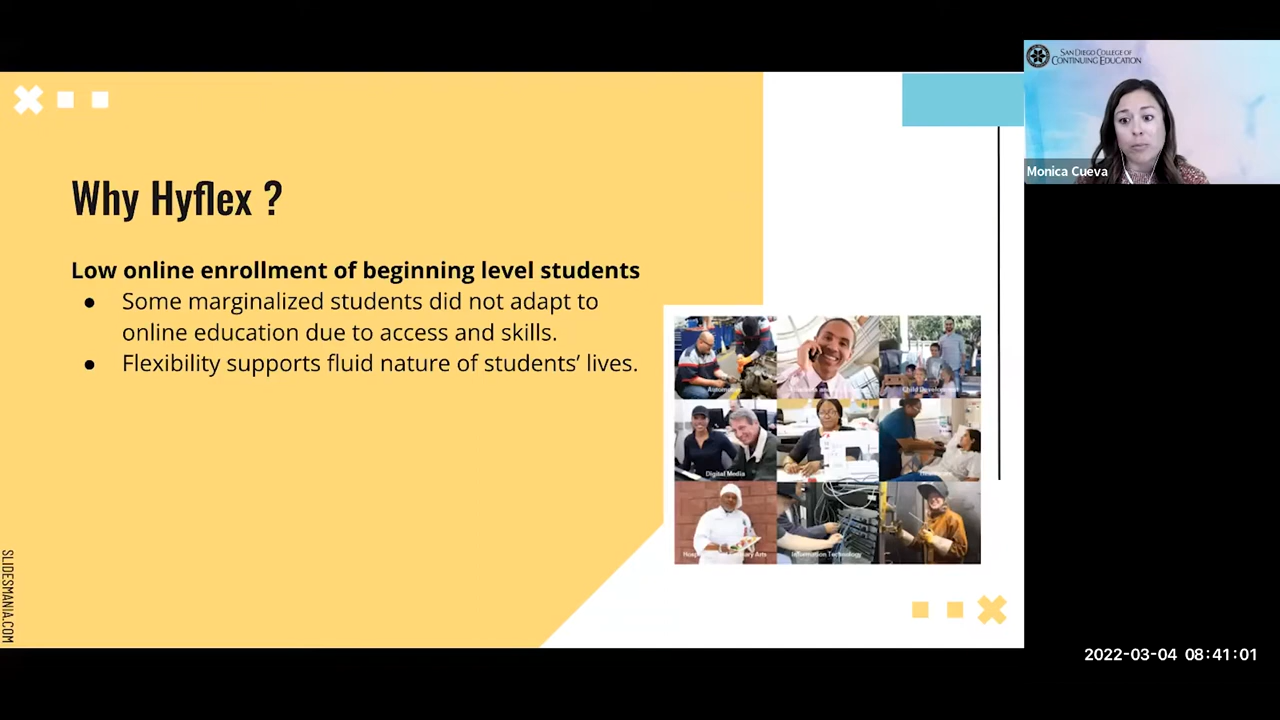 Why Hyflex ?
Low online enrollment of beginning level students
● Some marginalized students did not adapt to
online education due to access and skills.
● Flexibility supports fluid nature of students’ lives.
Child Development
Digital Media
Information Technology
SLIDESMANIA.COM
SAN DIEGO COLLEGE OF
CONTINUING EDUCATION
Monica Cueva
2022-03-04 08:41:01